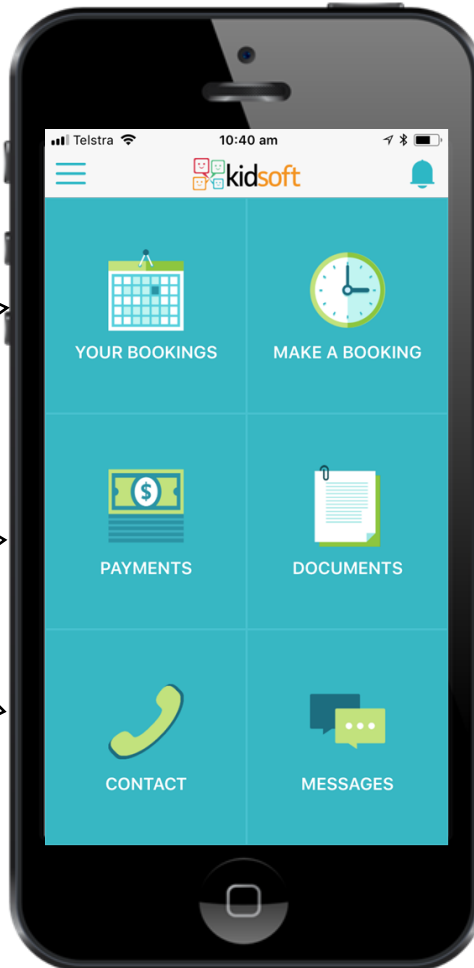 Telstra 10:40 am
kidsoft
YOUR BOOKINGS MAKE A BOOKING
$
PAYMENTS DOCUMENTS
CONTACT MESSAGES